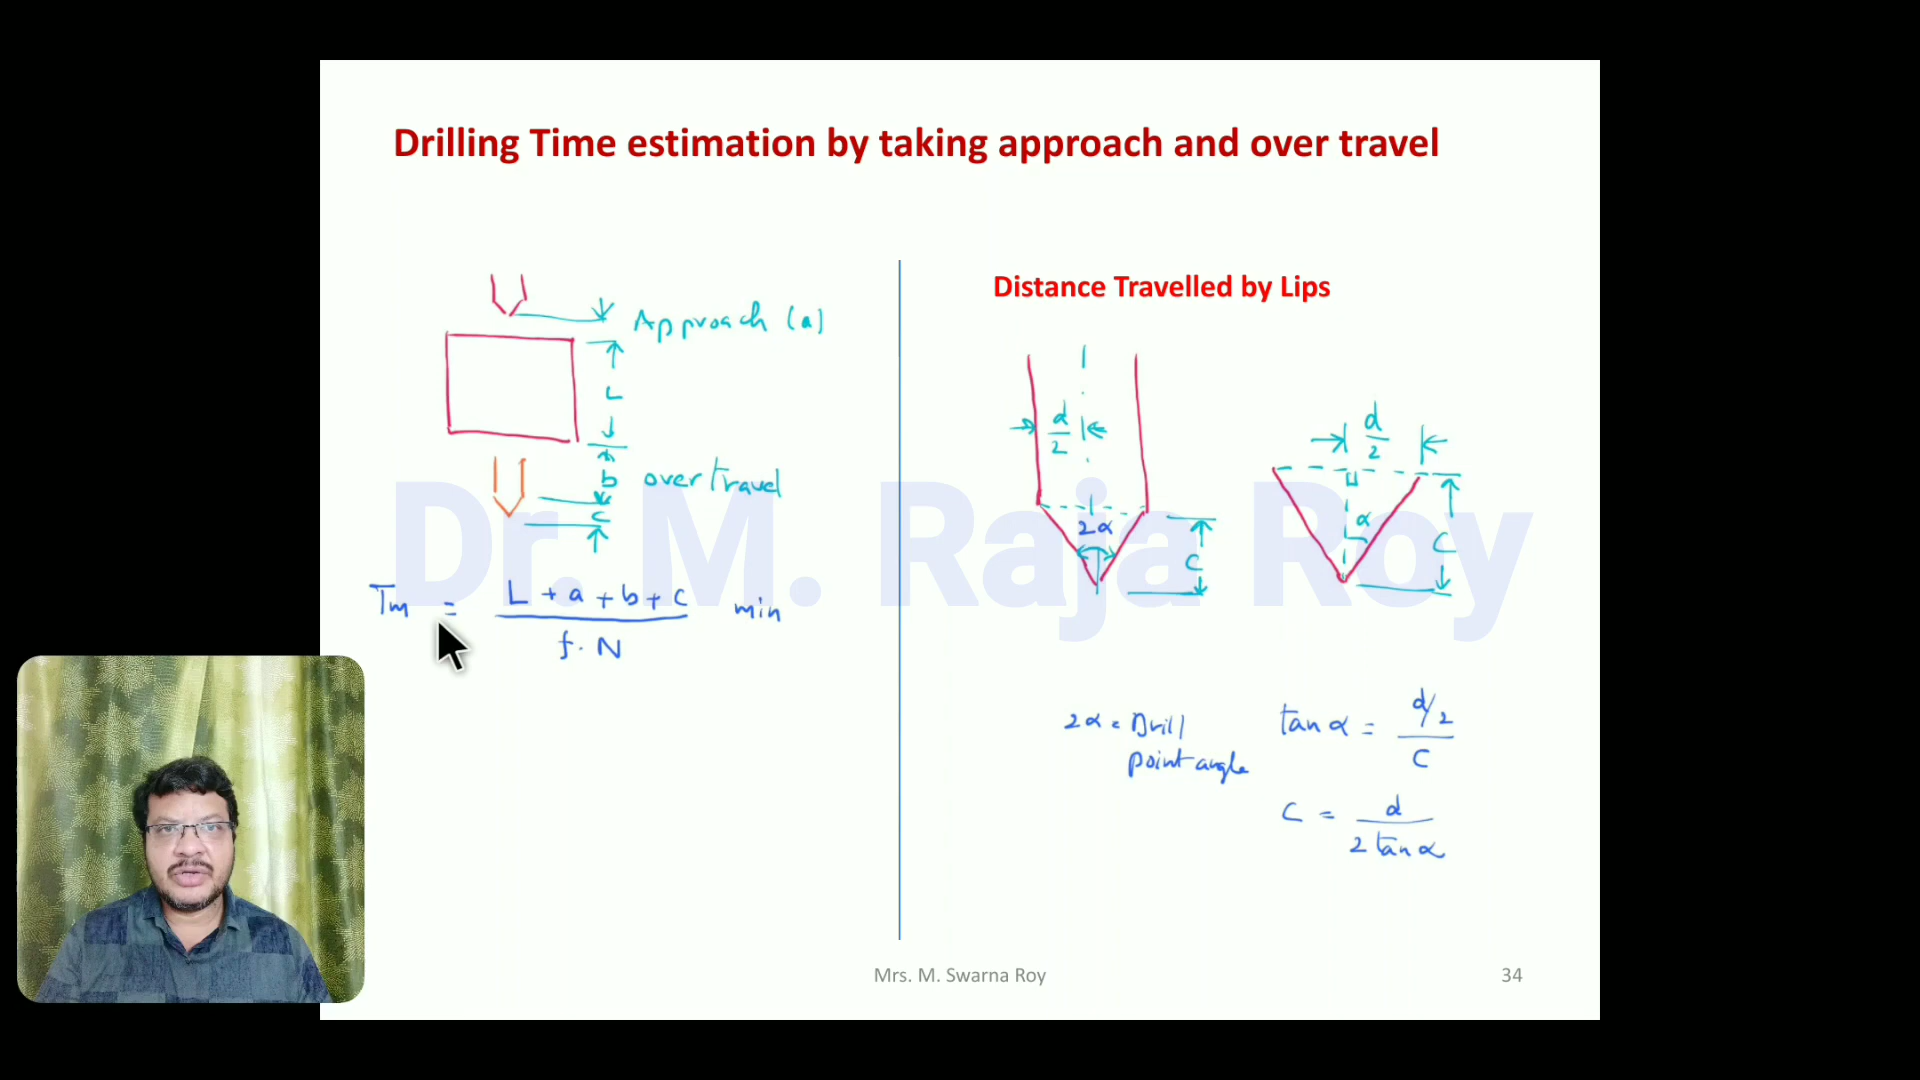 Drilling Time estimation by taking approach and over travel
Approach (a)
L
b over travel
c
Tm = L + a + b + c / f · N min
Distance Travelled by Lips
d/2
2α
c
d/2
α
c
2α = Drill
point angle
tan α = d/2 / c
c = d / 2 tan α
Dr. M. Raja Roy
Mrs. M. Swarna Roy
34